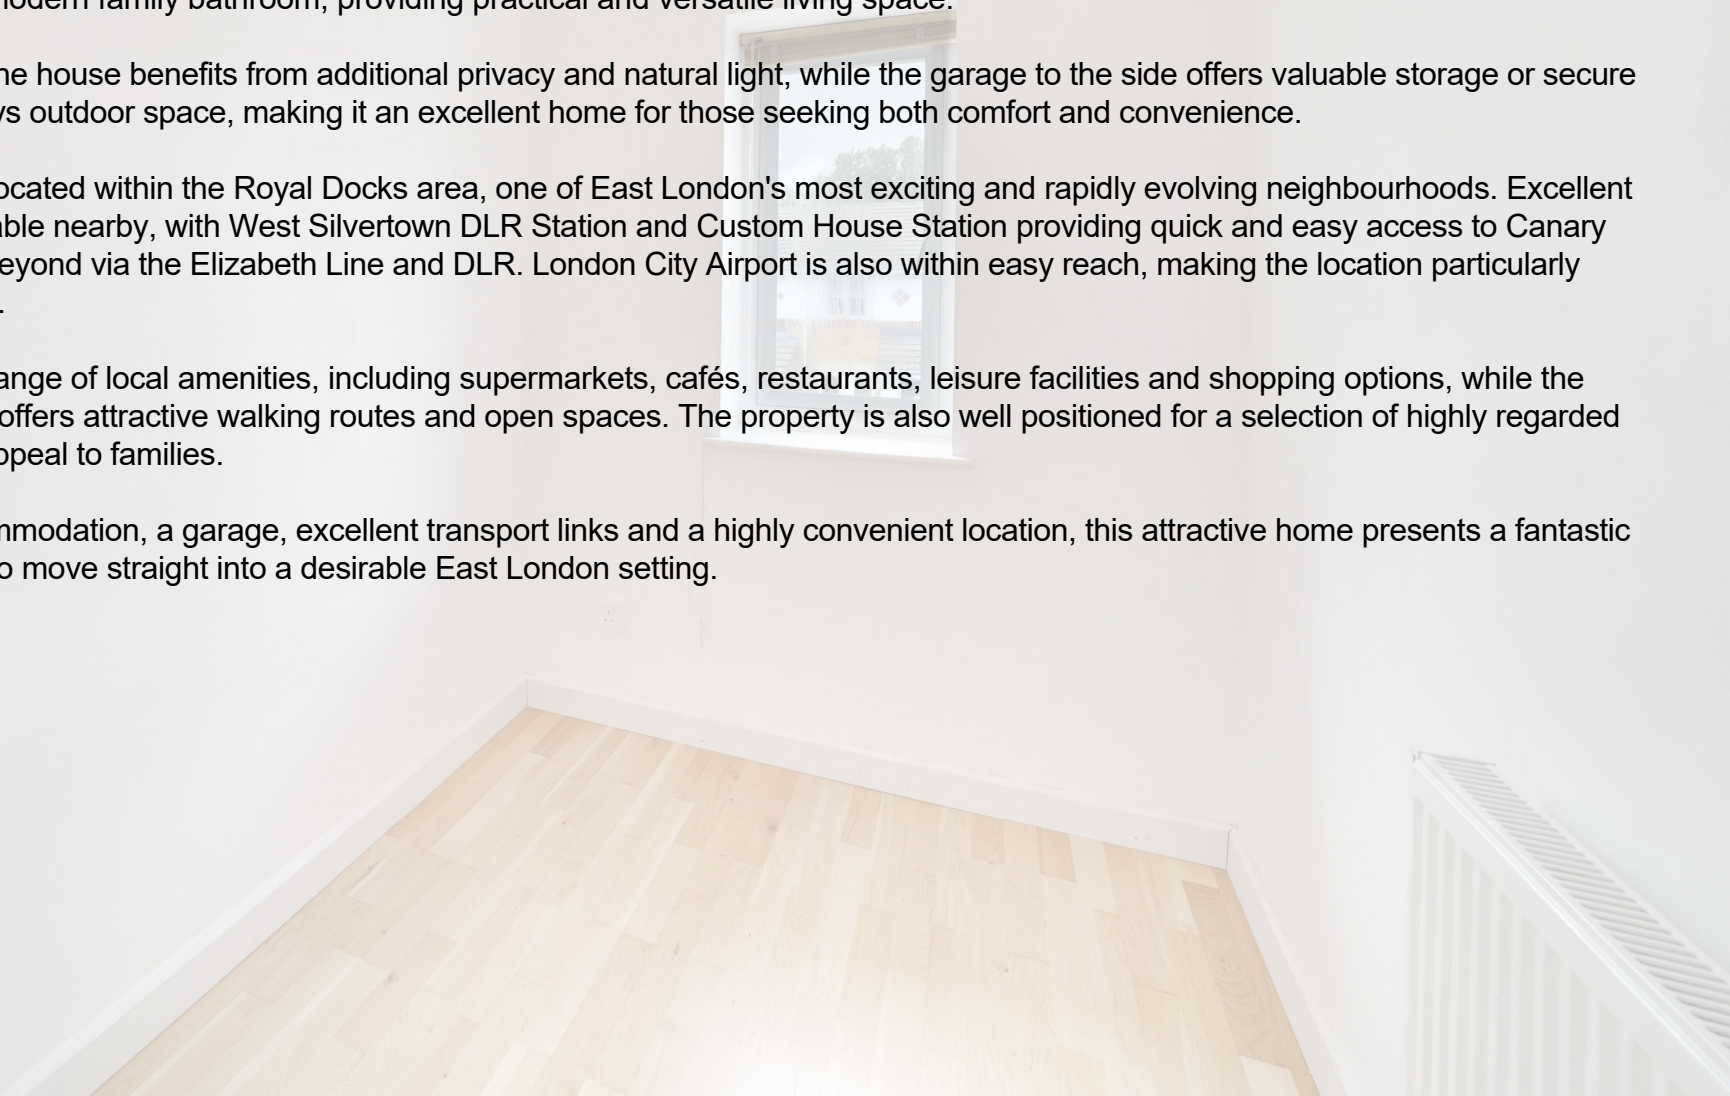 modern family bathroom, providing practical and versatile living space.
he house benefits from additional privacy and natural light, while the garage to the side offers valuable storage or secure
ys outdoor space, making it an excellent home for those seeking both comfort and convenience.
ocated within the Royal Docks area, one of East London's most exciting and rapidly evolving neighbourhoods. Excellent
able nearby, with West Silvertown DLR Station and Custom House Station providing quick and easy access to Canary
eyond via the Elizabeth Line and DLR. London City Airport is also within easy reach, making the location particularly
.
ange of local amenities, including supermarkets, cafés, restaurants, leisure facilities and shopping options, while the
offers attractive walking routes and open spaces. The property is also well positioned for a selection of highly regarded
ppeal to families.
mmodation, a garage, excellent transport links and a highly convenient location, this attractive home presents a fantastic
o move straight into a desirable East London setting.